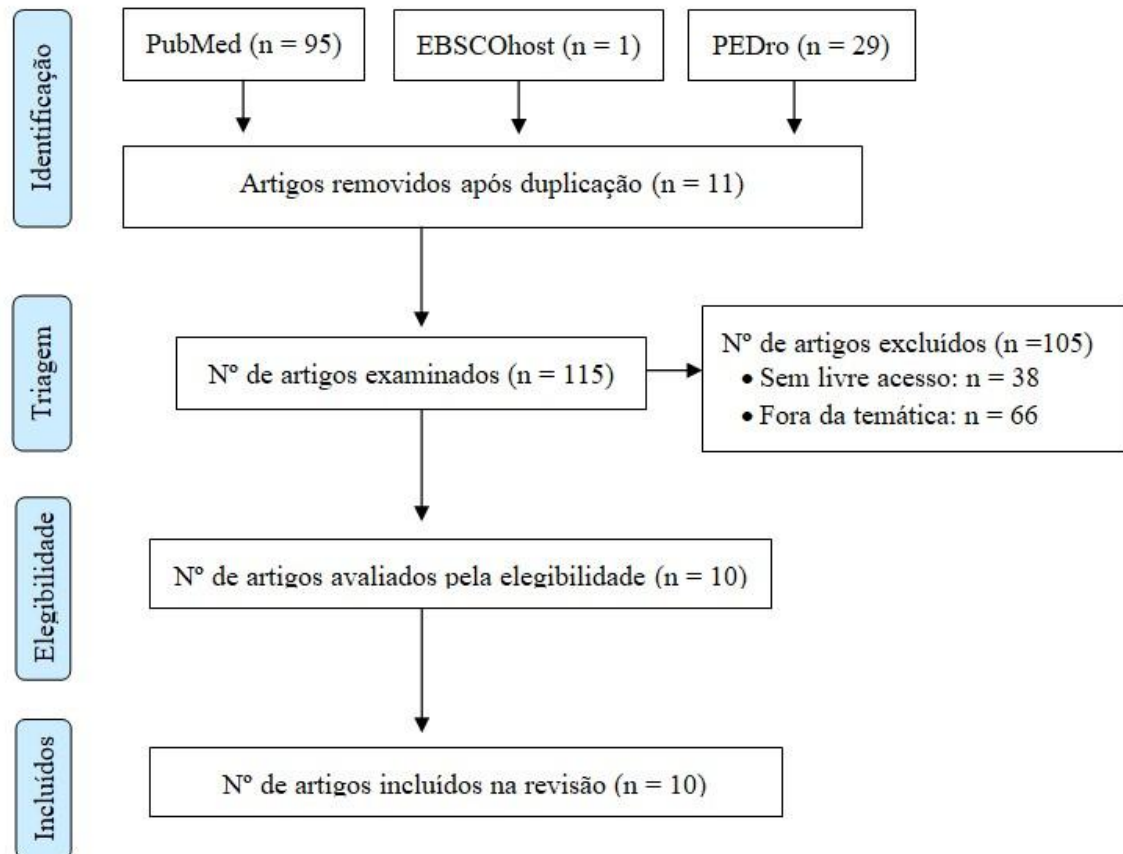 Identificação
PubMed (n = 95)
EBSCOhost (n = 1)
PEDro (n = 29)
Artigos removidos após duplicação (n = 11)
Triagem
Nº de artigos examinados (n = 115)
Nº de artigos excluídos (n =105)
• Sem livre acesso: n = 38
• Fora da temática: n = 66
Elegibilidade
Nº de artigos avaliados pela elegibilidade (n = 10)
Incluídos
Nº de artigos incluídos na revisão (n = 10)